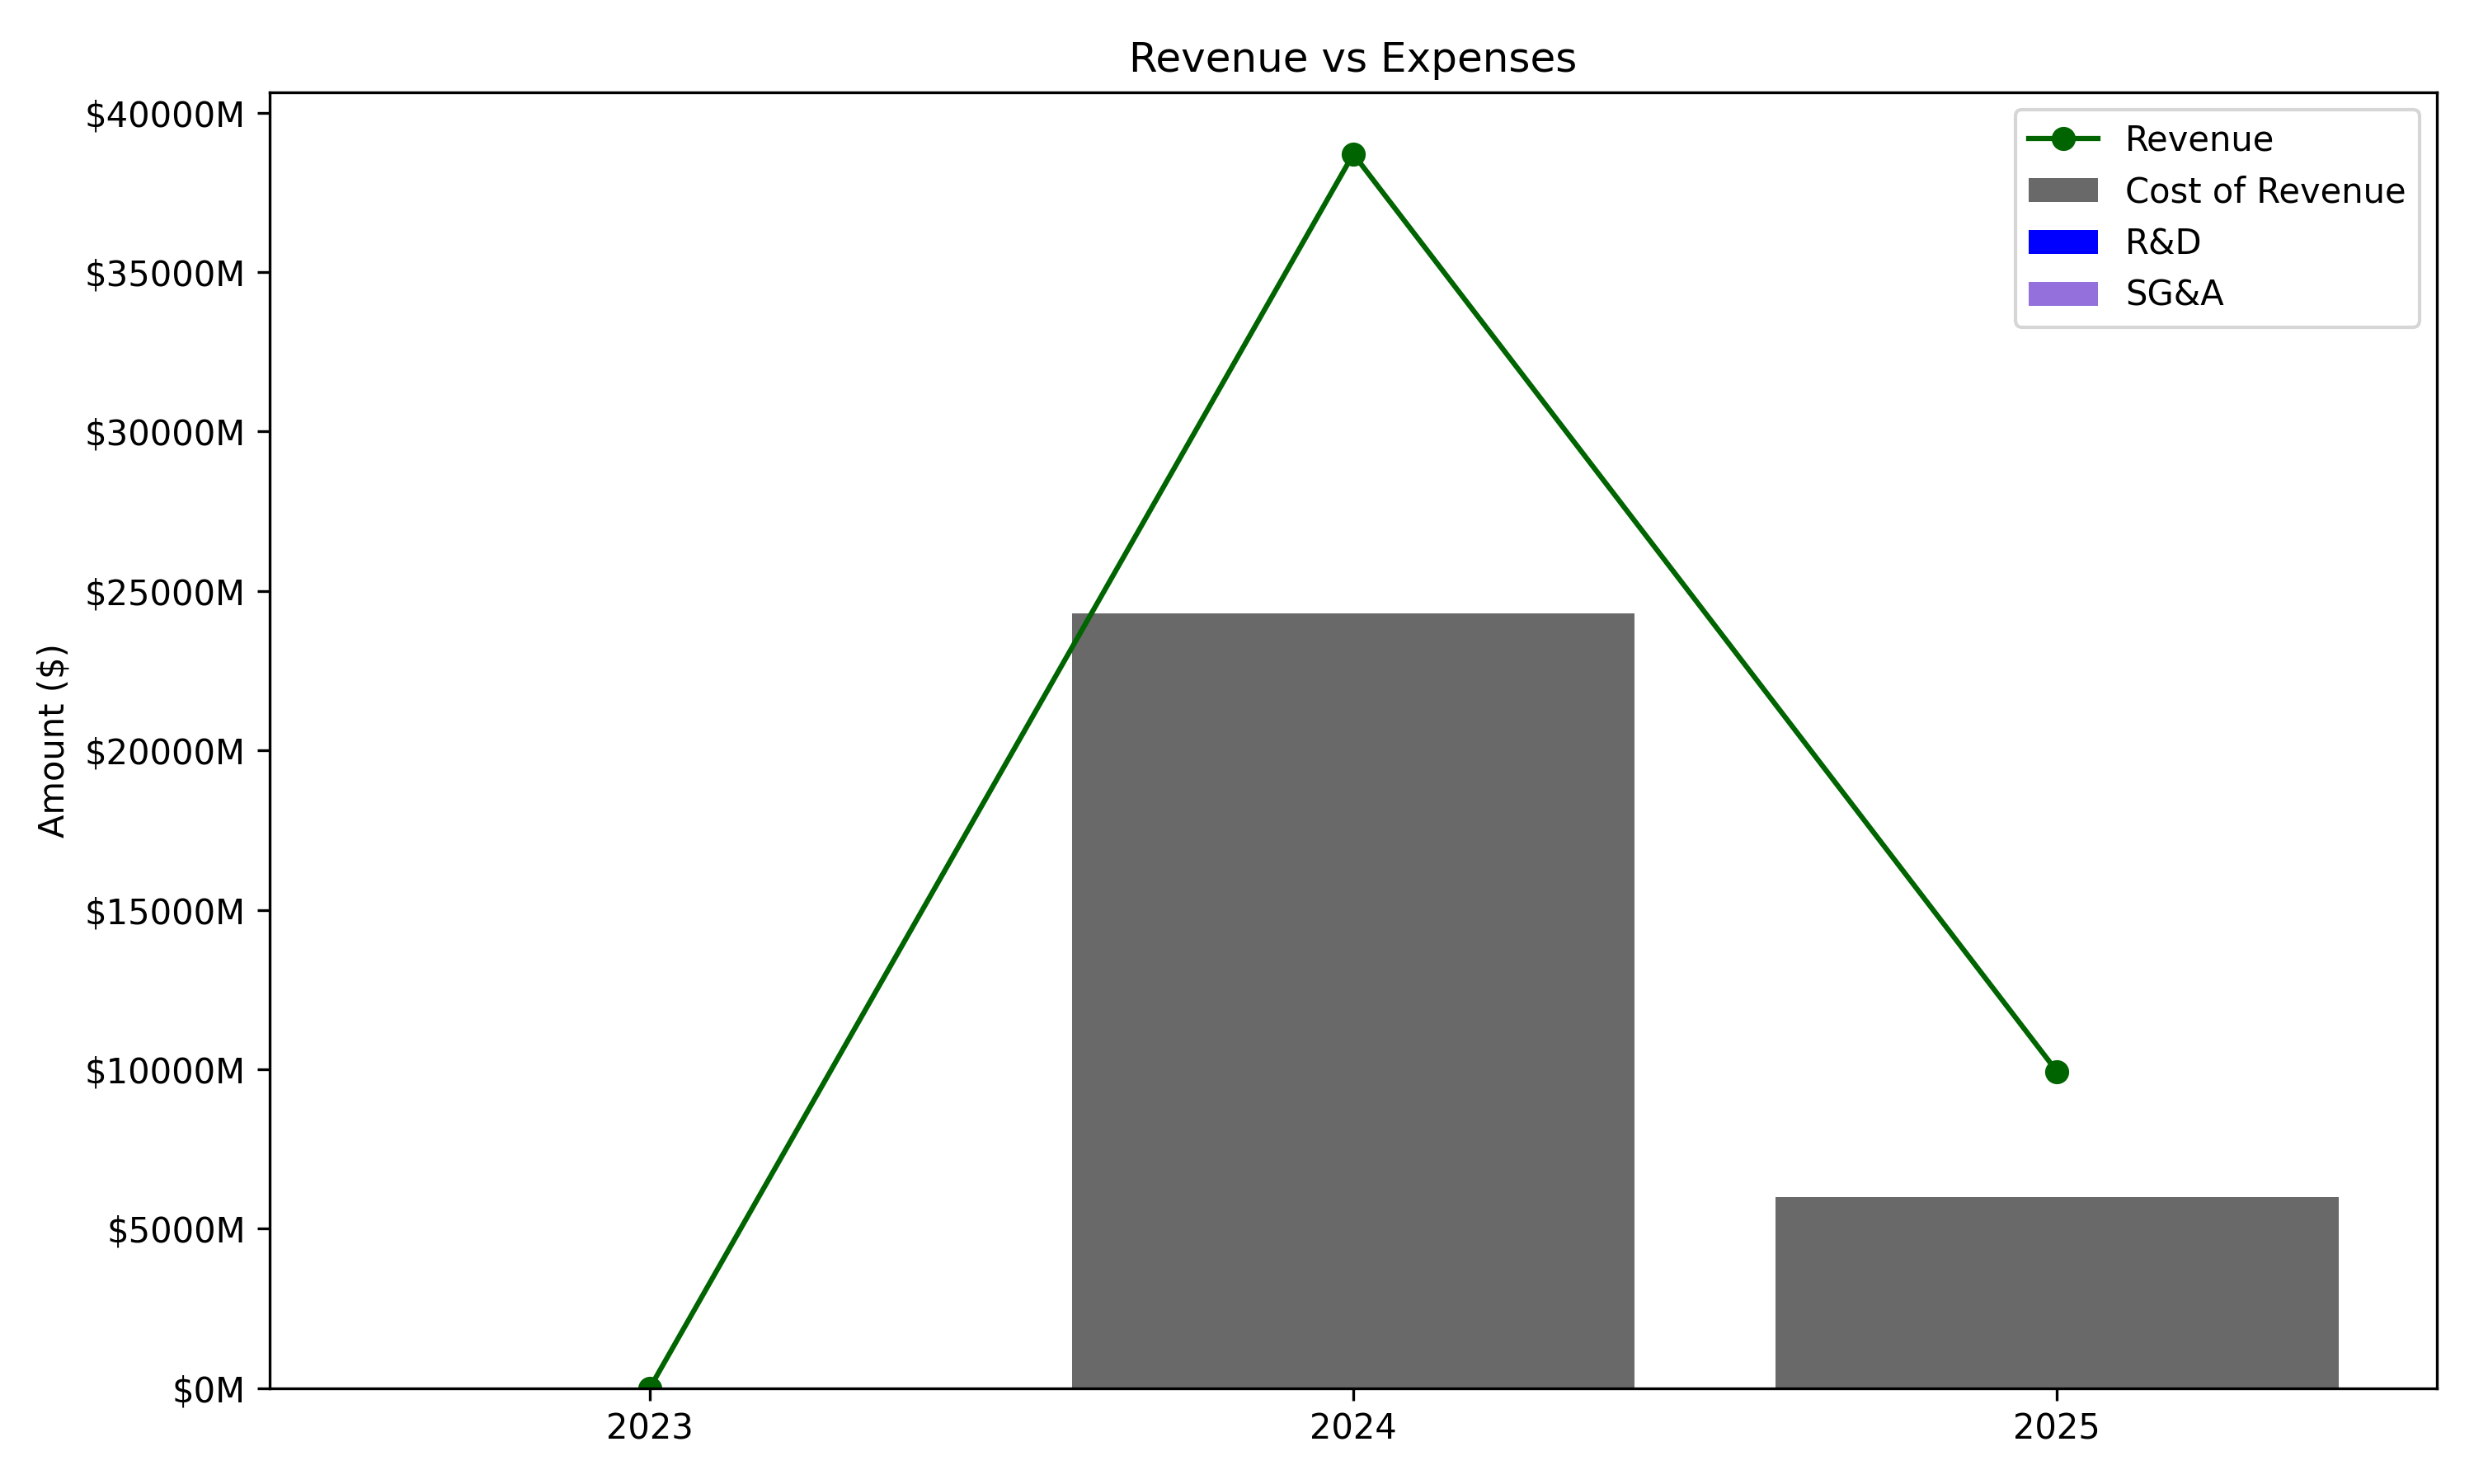 Revenue vs Expenses
$40000M
$35000M
$30000M
$25000M
$20000M
$15000M
$10000M
$5000M
$0M
Amount ($)
Revenue
Cost of Revenue
R&D
SG&A
2023
2024
2025